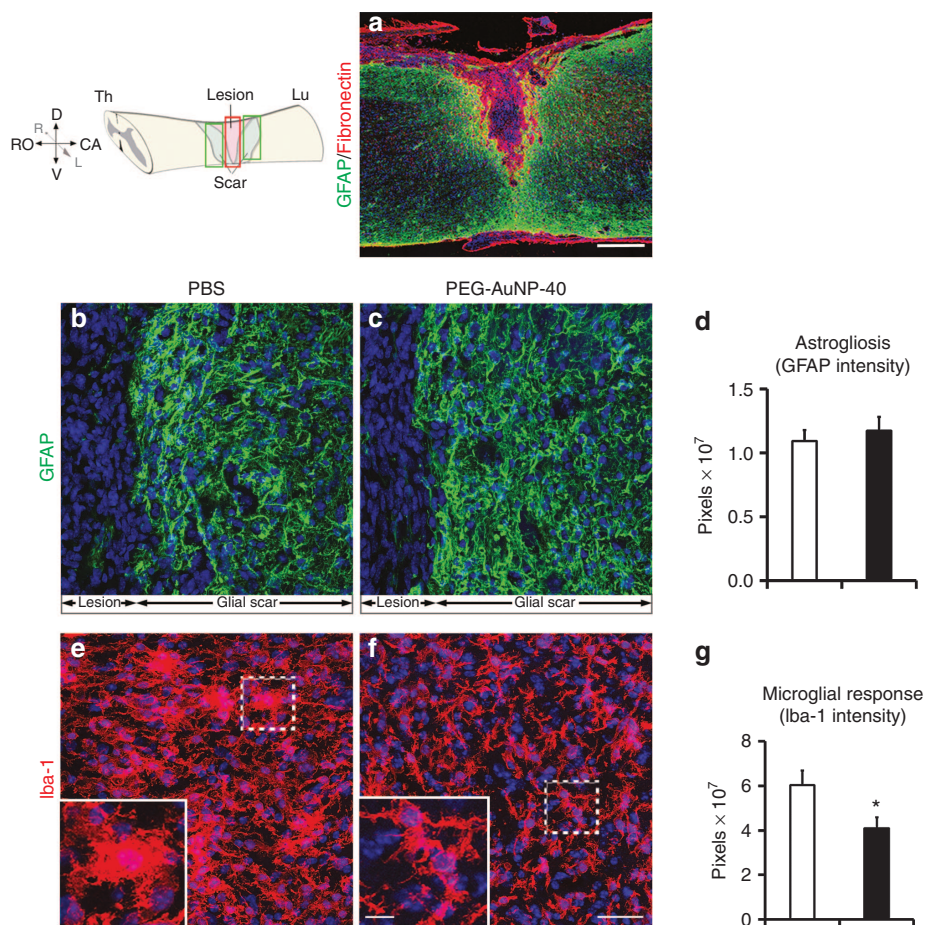 a
GFAP/Fibronectin
Th
Lesion
Lu
D
R
RO
CA
L
V
Scar
PBS
PEG-AuNP-40
b
c
GFAP
Lesion
Glial scar
Lesion
Glial scar
d
Astrogliosis
(GFAP intensity)
1.5
1.0
0.5
0.0
Pixels × 10⁷
e
f
Iba-1
g
Microglial response
(Iba-1 intensity)
8
6
4
2
0
Pixels × 10⁷
*